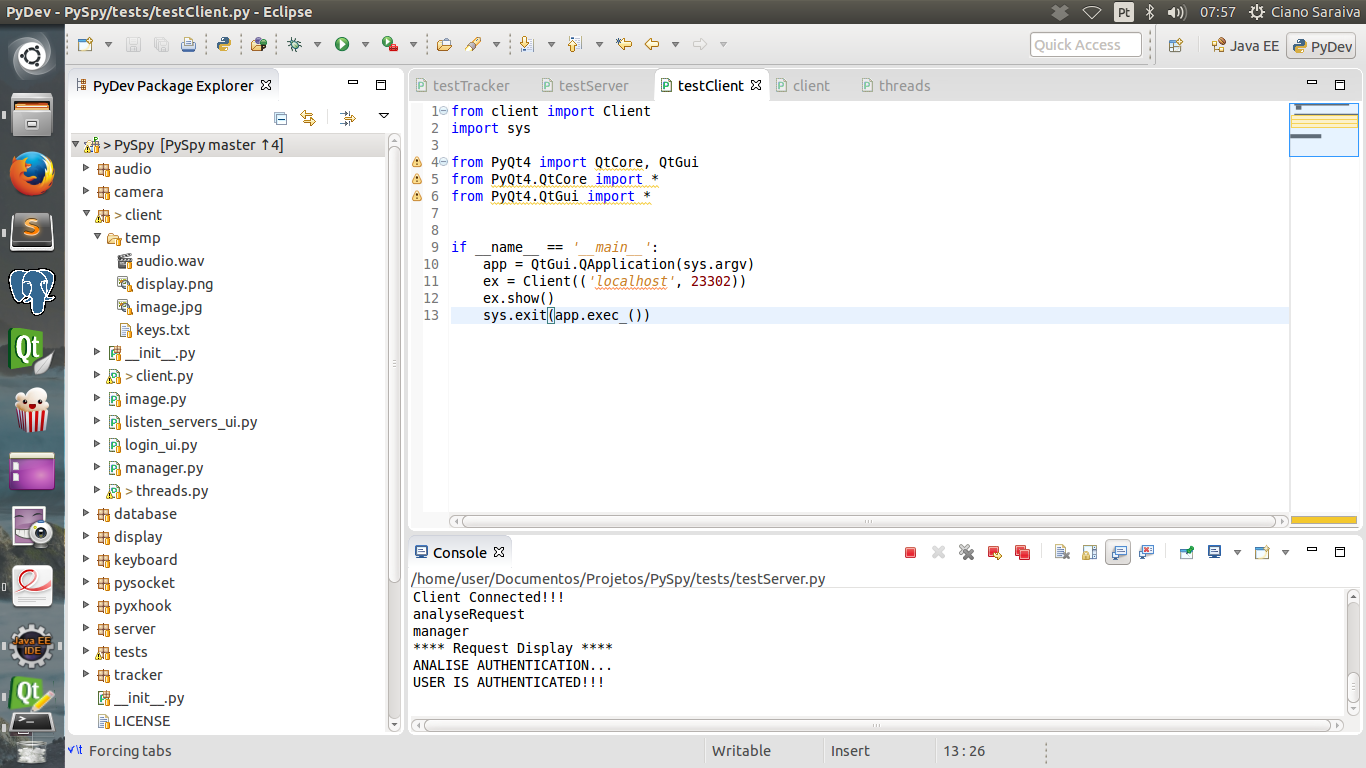 PyDev - PySpy/tests/testClient.py - Eclipse
Pt
07:57
Ciano Saraiva
Quick Access
Java EE
PyDev
PyDev Package Explorer
> PySpy [PySpy master ↑4]
audio
camera
> client
temp
audio.wav
display.png
image.jpg
keys.txt
__init__.py
> client.py
image.py
listen_servers_ui.py
login_ui.py
manager.py
> threads.py
database
display
keyboard
pysocket
pyxhook
server
tests
tracker
__init__.py
LICENSE
testTracker
testServer
testClient
client
threads
1 from client import Client
2 import sys
3
4 from PyQt4 import QtCore, QtGui
5 from PyQt4.QtCore import *
6 from PyQt4.QtGui import *
7
8
9 if __name__ == '__main__':
10 app = QtGui.QApplication(sys.argv)
11 ex = Client(('localhost', 23302))
12 ex.show()
13 sys.exit(app.exec_())
Console
/home/user/Documentos/Projetos/PySpy/tests/testServer.py
Client Connected!!!
analyseRequest
manager
**** Request Display ****
ANALISE AUTHENTICATION...
USER IS AUTHENTICATED!!!
Java EE
IDE
Forcing tabs
Writable
Insert
13 : 26